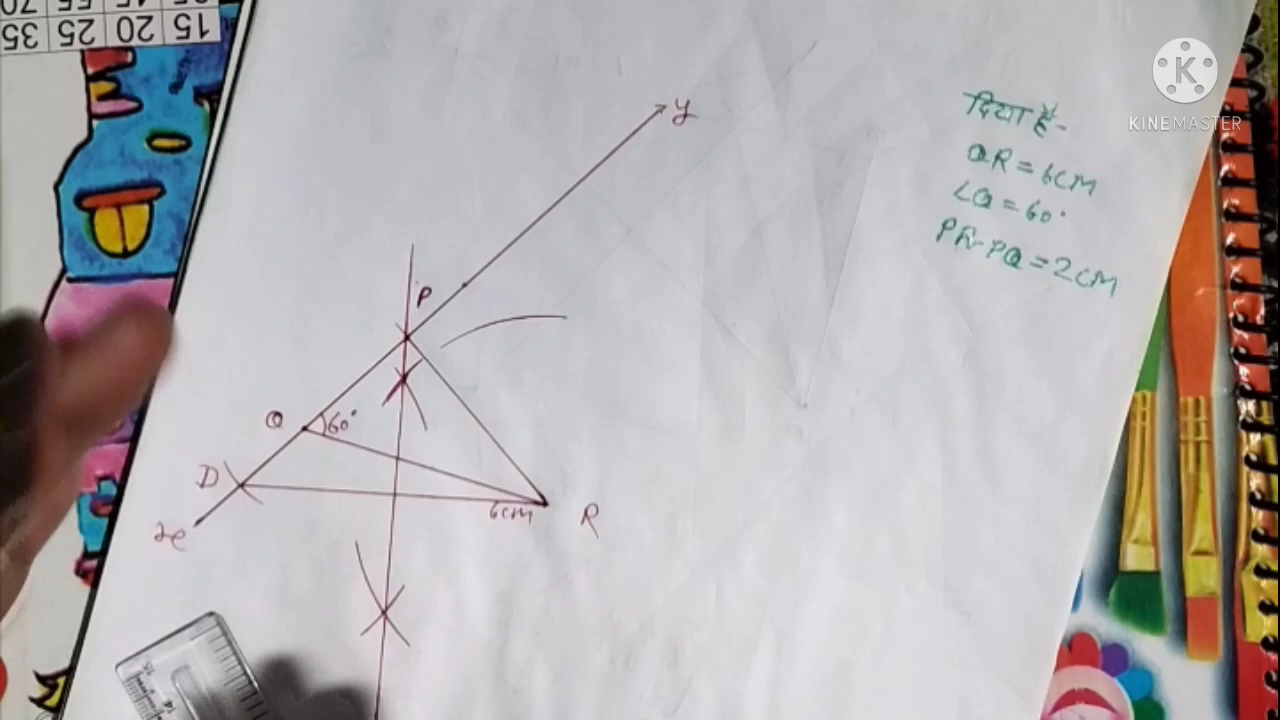 15 20 25 35
y
P
Q 60°
D
x
6cm R
दिया है-
QR = 6CM
∠Q = 60°
PR-PQ = 2CM
KINEMASTER